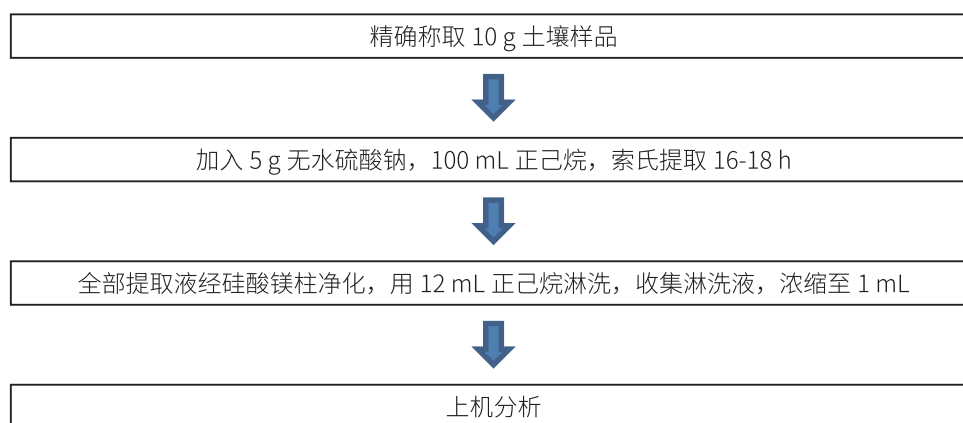 精确称取 10 g 土壤样品
加入 5 g 无水硫酸钠，100 mL 正己烷，索氏提取 16-18 h
全部提取液经硅酸镁柱净化，用 12 mL 正己烷淋洗，收集淋洗液，浓缩至 1 mL
上机分析